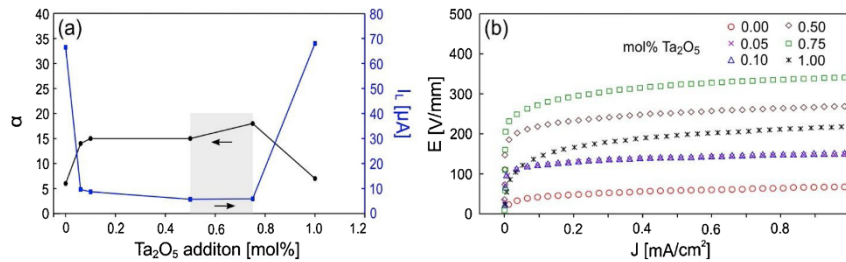 (a)
40
35
30
25
20
15
10
5
0
α
80
70
60
50
40
30
20
10
0
I_L [μA]
0.0 0.2 0.4 0.6 0.8 1.0
Ta₂O₅ additon [mol%]
(b)
500
400
300
200
100
0
E [V/mm]
mol% Ta₂O₅
0.00 0.50
0.05 0.75
0.10 1.00
0 0.2 0.4 0.6 0.8
J [mA/cm²]